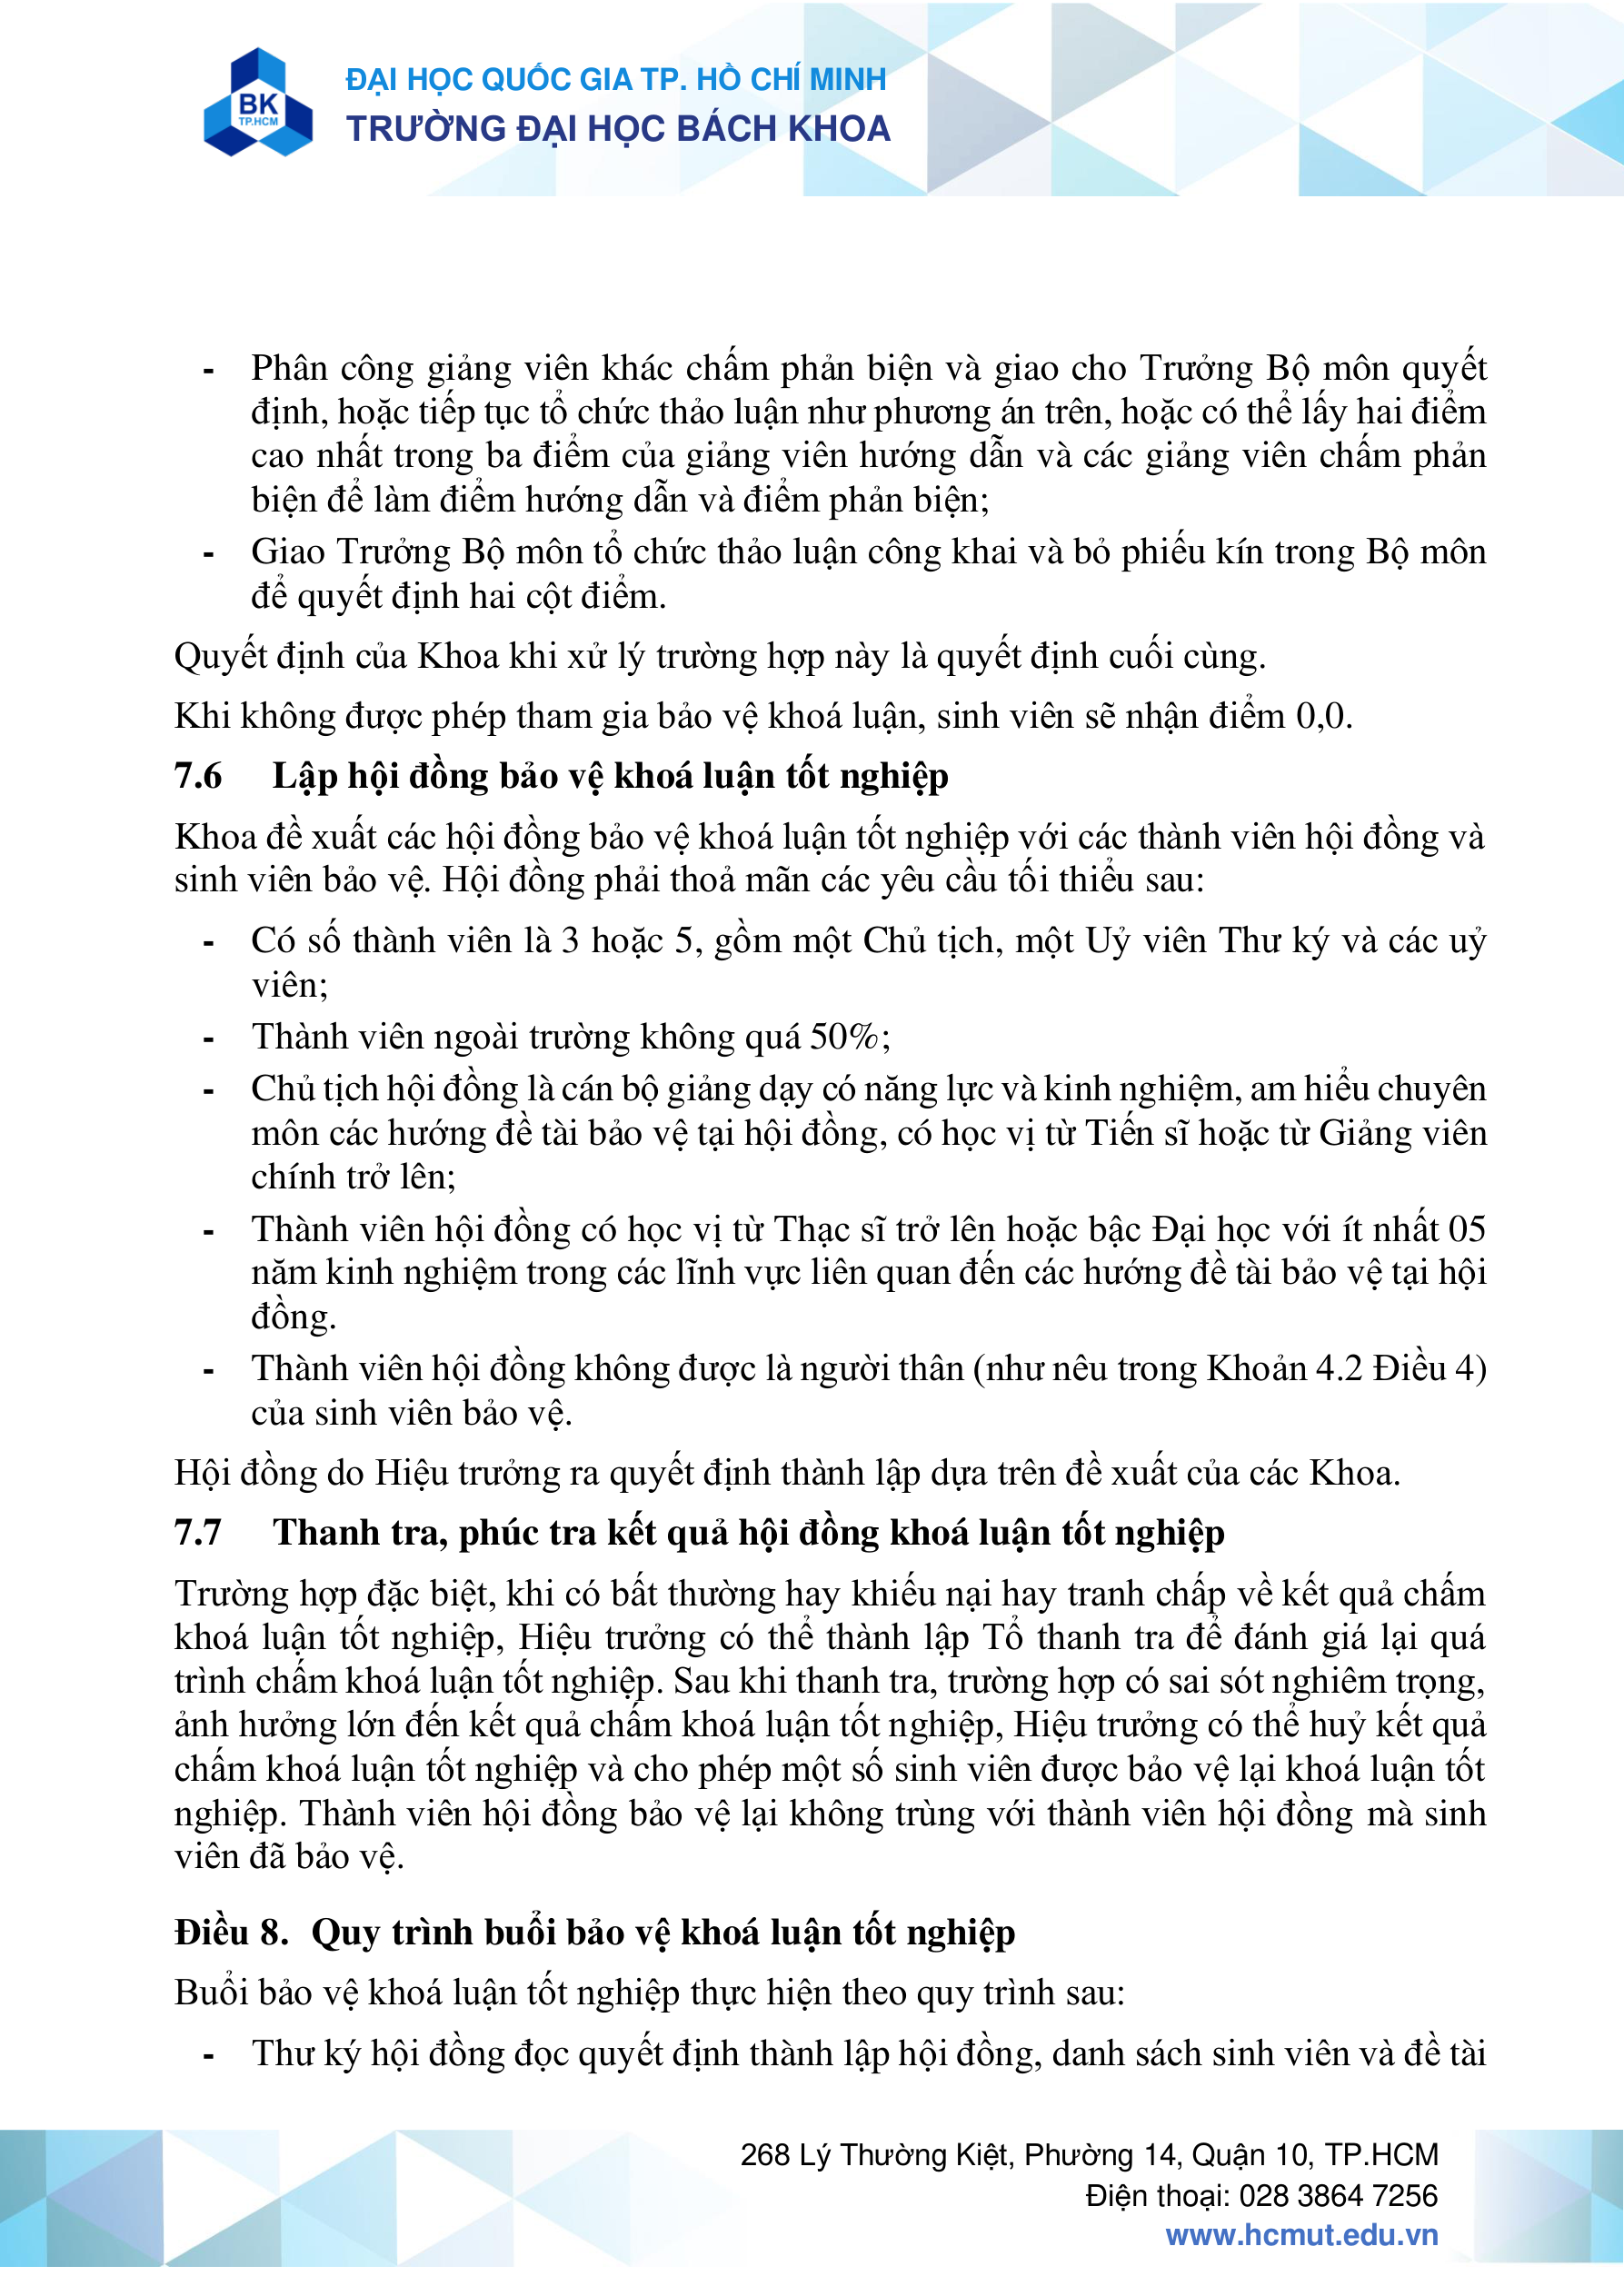 BK
TP.HCM
ĐẠI HỌC QUỐC GIA TP. HỒ CHÍ MINH
TRƯỜNG ĐẠI HỌC BÁCH KHOA
- Phân công giảng viên khác chấm phản biện và giao cho Trưởng Bộ môn quyết
định, hoặc tiếp tục tổ chức thảo luận như phương án trên, hoặc có thể lấy hai điểm
cao nhất trong ba điểm của giảng viên hướng dẫn và các giảng viên chấm phản
biện để làm điểm hướng dẫn và điểm phản biện;
- Giao Trưởng Bộ môn tổ chức thảo luận công khai và bỏ phiếu kín trong Bộ môn
để quyết định hai cột điểm.
Quyết định của Khoa khi xử lý trường hợp này là quyết định cuối cùng.
Khi không được phép tham gia bảo vệ khoá luận, sinh viên sẽ nhận điểm 0,0.
7.6 Lập hội đồng bảo vệ khoá luận tốt nghiệp
Khoa đề xuất các hội đồng bảo vệ khoá luận tốt nghiệp với các thành viên hội đồng và
sinh viên bảo vệ. Hội đồng phải thoả mãn các yêu cầu tối thiểu sau:
- Có số thành viên là 3 hoặc 5, gồm một Chủ tịch, một Uỷ viên Thư ký và các uỷ
viên;
- Thành viên ngoài trường không quá 50%;
- Chủ tịch hội đồng là cán bộ giảng dạy có năng lực và kinh nghiệm, am hiểu chuyên
môn các hướng đề tài bảo vệ tại hội đồng, có học vị từ Tiến sĩ hoặc từ Giảng viên
chính trở lên;
- Thành viên hội đồng có học vị từ Thạc sĩ trở lên hoặc bậc Đại học với ít nhất 05
năm kinh nghiệm trong các lĩnh vực liên quan đến các hướng đề tài bảo vệ tại hội
đồng.
- Thành viên hội đồng không được là người thân (như nêu trong Khoản 4.2 Điều 4)
của sinh viên bảo vệ.
Hội đồng do Hiệu trưởng ra quyết định thành lập dựa trên đề xuất của các Khoa.
7.7 Thanh tra, phúc tra kết quả hội đồng khoá luận tốt nghiệp
Trường hợp đặc biệt, khi có bất thường hay khiếu nại hay tranh chấp về kết quả chấm
khoá luận tốt nghiệp, Hiệu trưởng có thể thành lập Tổ thanh tra để đánh giá lại quá
trình chấm khoá luận tốt nghiệp. Sau khi thanh tra, trường hợp có sai sót nghiêm trọng,
ảnh hưởng lớn đến kết quả chấm khoá luận tốt nghiệp, Hiệu trưởng có thể huỷ kết quả
chấm khoá luận tốt nghiệp và cho phép một số sinh viên được bảo vệ lại khoá luận tốt
nghiệp. Thành viên hội đồng bảo vệ lại không trùng với thành viên hội đồng mà sinh
viên đã bảo vệ.
Điều 8. Quy trình buổi bảo vệ khoá luận tốt nghiệp
Buổi bảo vệ khoá luận tốt nghiệp thực hiện theo quy trình sau:
- Thư ký hội đồng đọc quyết định thành lập hội đồng, danh sách sinh viên và đề tài
268 Lý Thường Kiệt, Phường 14, Quận 10, TP.HCM
Điện thoại: 028 3864 7256
www.hcmut.edu.vn